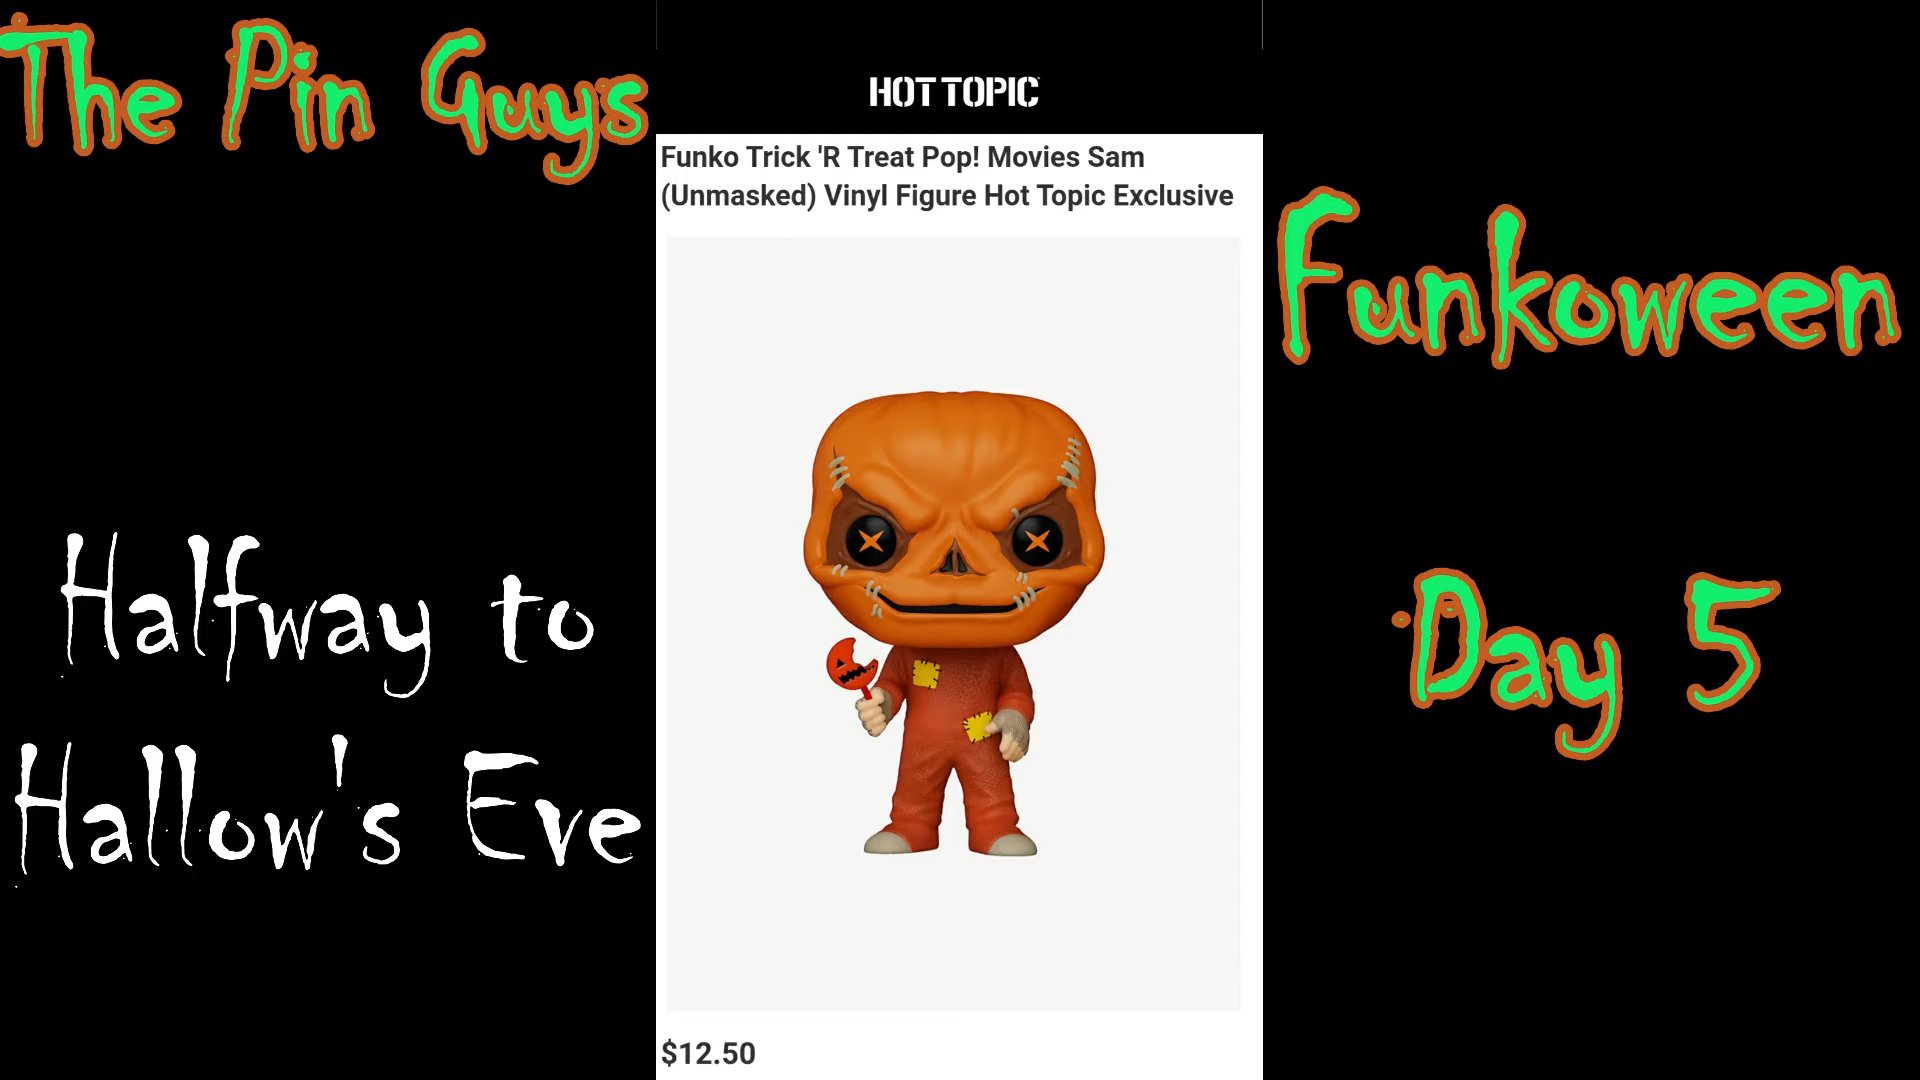 The Pin Guys
Halfway to
Hallow's Eve
HOT TOPIC
Funko Trick 'R Treat Pop! Movies Sam
(Unmasked) Vinyl Figure Hot Topic Exclusive
$12.50
Funkoween
Day 5